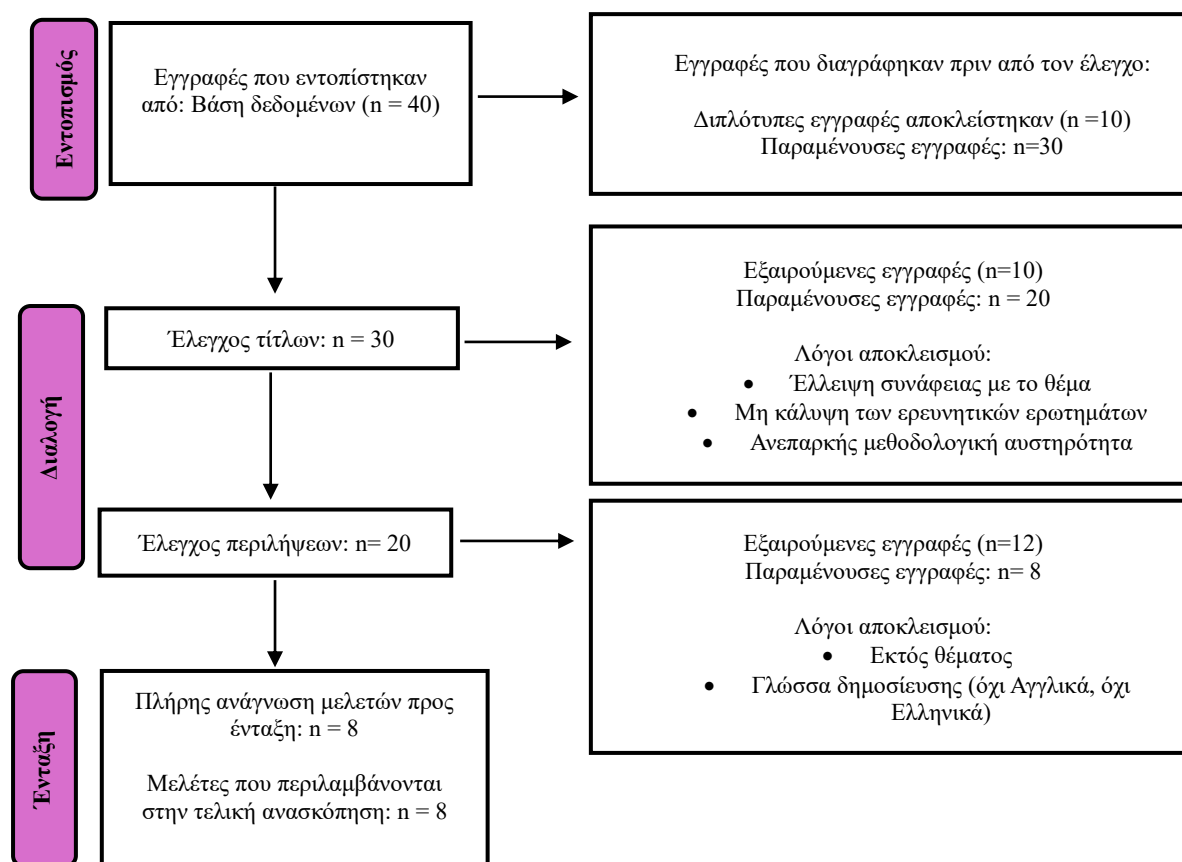 Εντοπισμός
Εγγραφές που εντοπίστηκαν
από: Βάση δεδομένων (n = 40)
Εγγραφές που διαγράφηκαν πριν από τον έλεγχο:
Διπλότυπες εγγραφές αποκλείστηκαν (n =10)
Παραμένουσες εγγραφές: n=30
Διαλογή
Έλεγχος τίτλων: n = 30
Εξαιρούμενες εγγραφές (n=10)
Παραμένουσες εγγραφές: n = 20
Λόγοι αποκλεισμού:
• Έλλειψη συνάφειας με το θέμα
• Μη κάλυψη των ερευνητικών ερωτημάτων
• Ανεπαρκής μεθοδολογική αυστηρότητα
Έλεγχος περιλήψεων: n= 20
Εξαιρούμενες εγγραφές (n=12)
Παραμένουσες εγγραφές: n= 8
Λόγοι αποκλεισμού:
• Εκτός θέματος
• Γλώσσα δημοσίευσης (όχι Αγγλικά, όχι
Ελληνικά)
Ένταξη
Πλήρης ανάγνωση μελετών προς
ένταξη: n = 8
Μελέτες που περιλαμβάνονται
στην τελική ανασκόπηση: n = 8